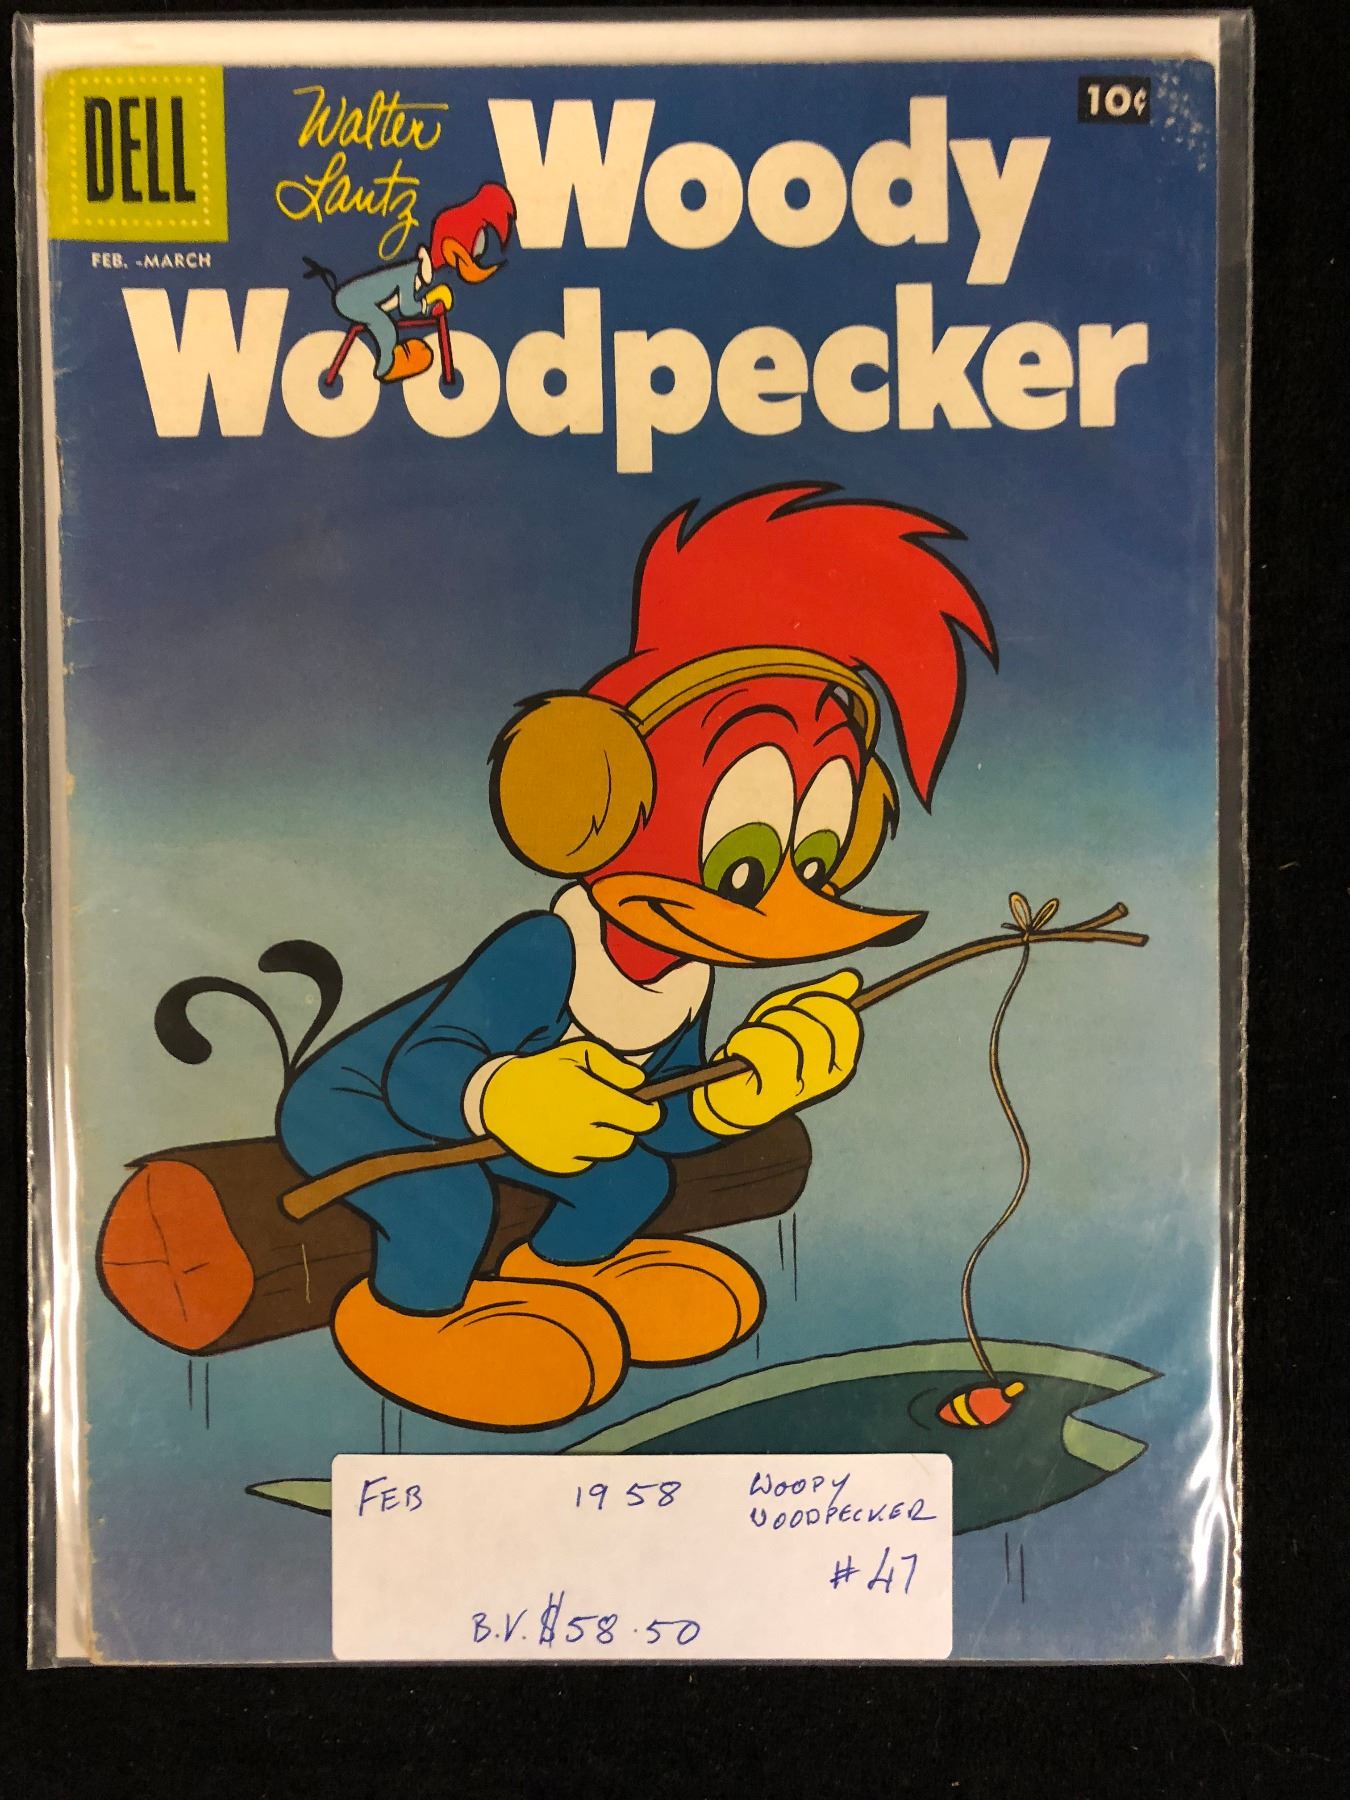 DELL
Walter
Lantz
10¢
Woody
FEB.-MARCH
Woodpecker
FEB 1958 WOODY
WOODPECKER
#47
B.V. $58.50